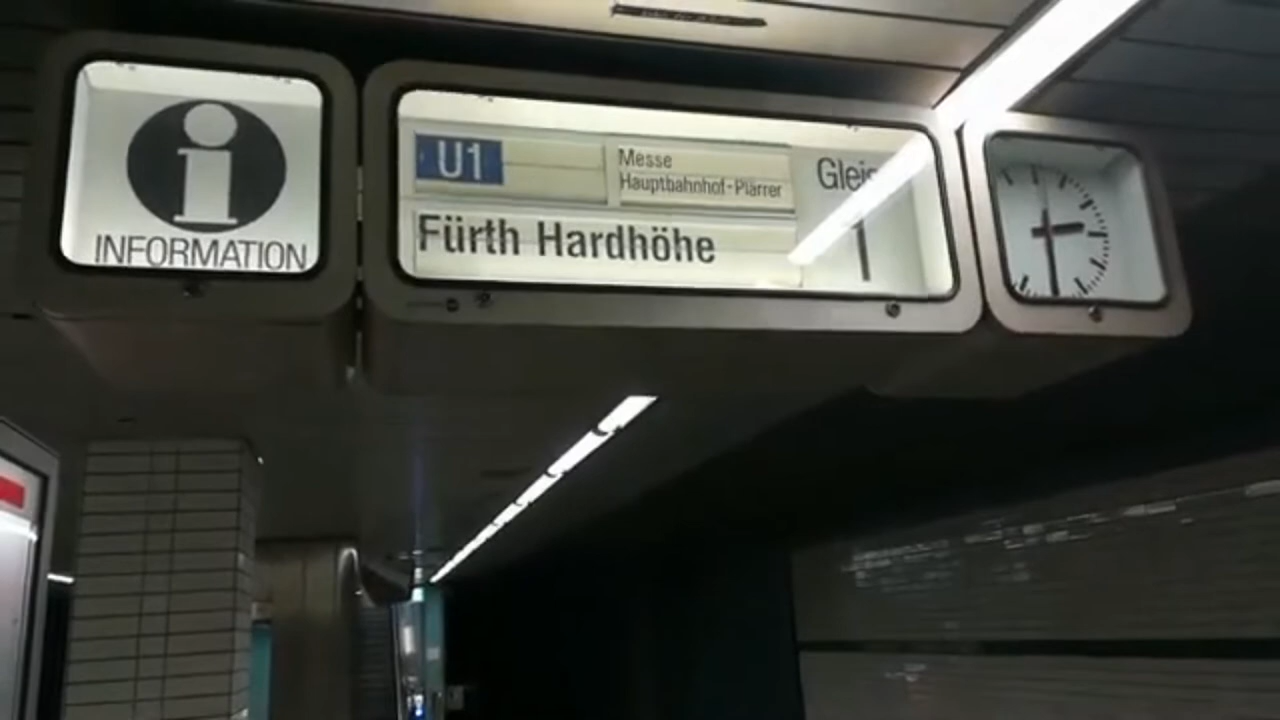 i
INFORMATION
U1
Messe
Hauptbahnhof-Plärrer
Gleis
1
Fürth Hardhöhe